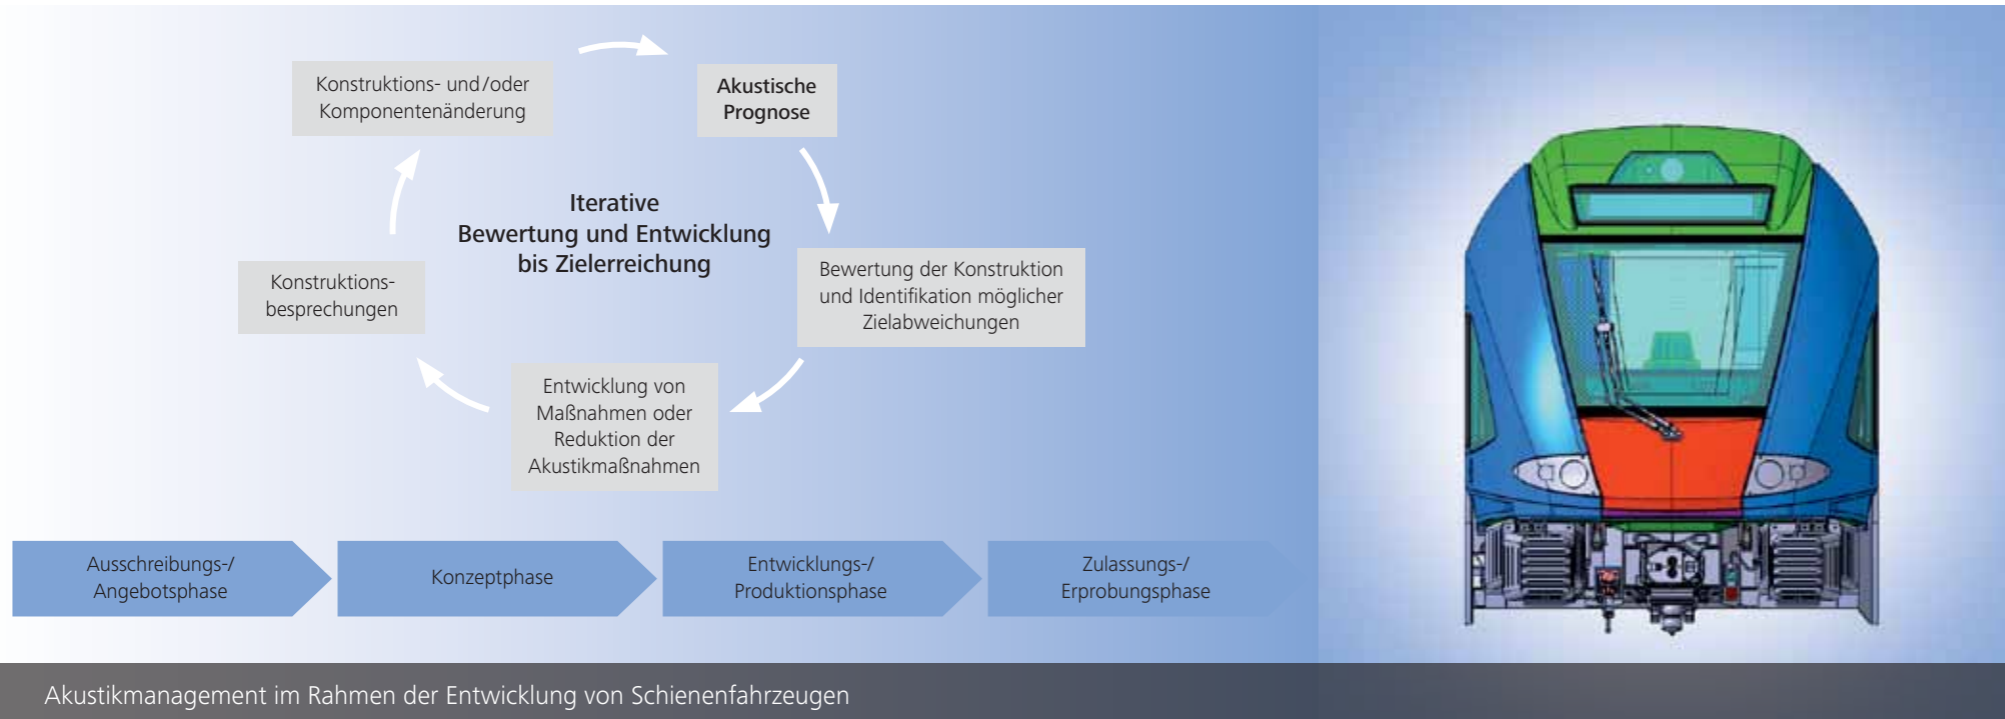 Konstruktions- und/oder
Komponentenänderung
Akustische
Prognose
Iterative
Bewertung und Entwicklung
bis Zielerreichung
Bewertung der Konstruktion
und Identifikation möglicher
Zielabweichungen
Konstruktions-
besprechungen
Entwicklung von
Maßnahmen oder
Reduktion der
Akustikmaßnahmen
Ausschreibungs-/
Angebotsphase
Konzeptphase
Entwicklungs-/
Produktionsphase
Zulassungs-/
Erprobungsphase
Akustikmanagement im Rahmen der Entwicklung von Schienenfahrzeugen